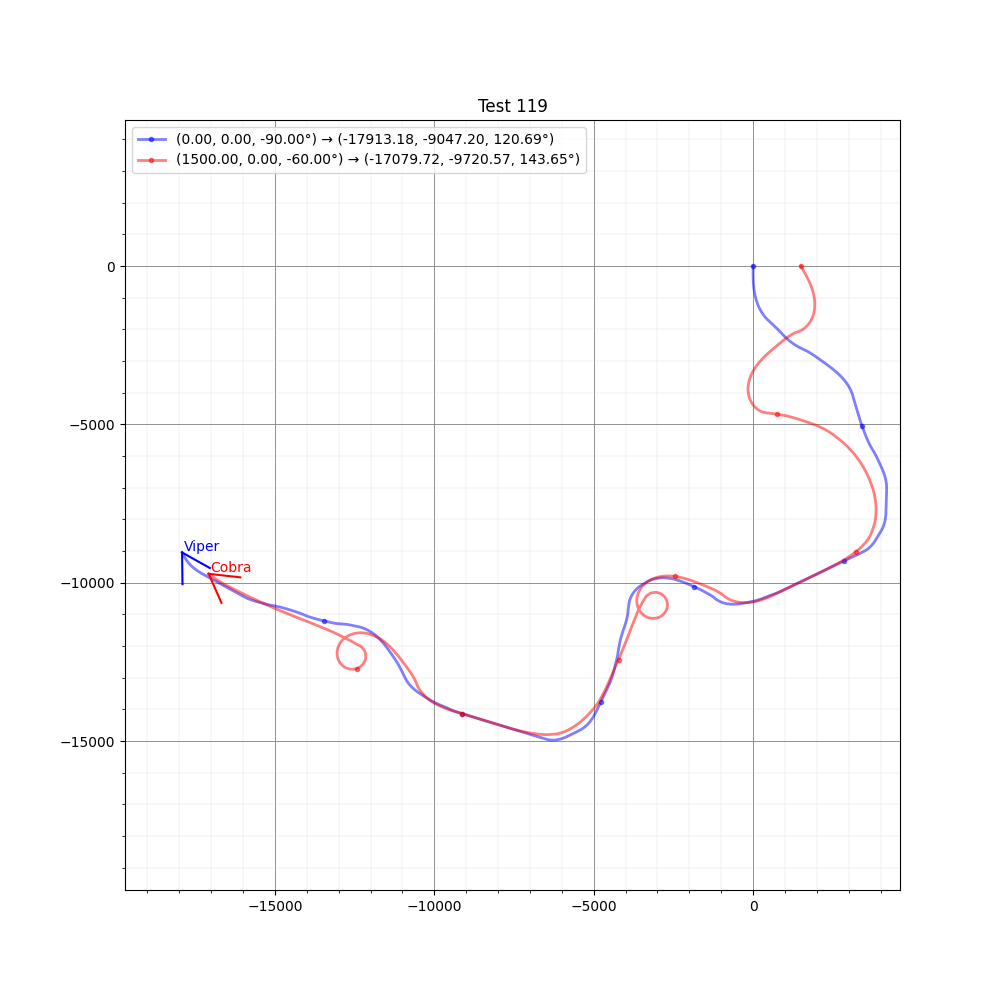 Test 119
(0.00, 0.00, -90.00°) → (-17913.18, -9047.20, 120.69°)
(1500.00, 0.00, -60.00°) → (-17079.72, -9720.57, 143.65°)
0
−5000
Viper
Cobra
−10000
−15000
−15000 −10000 −5000 0